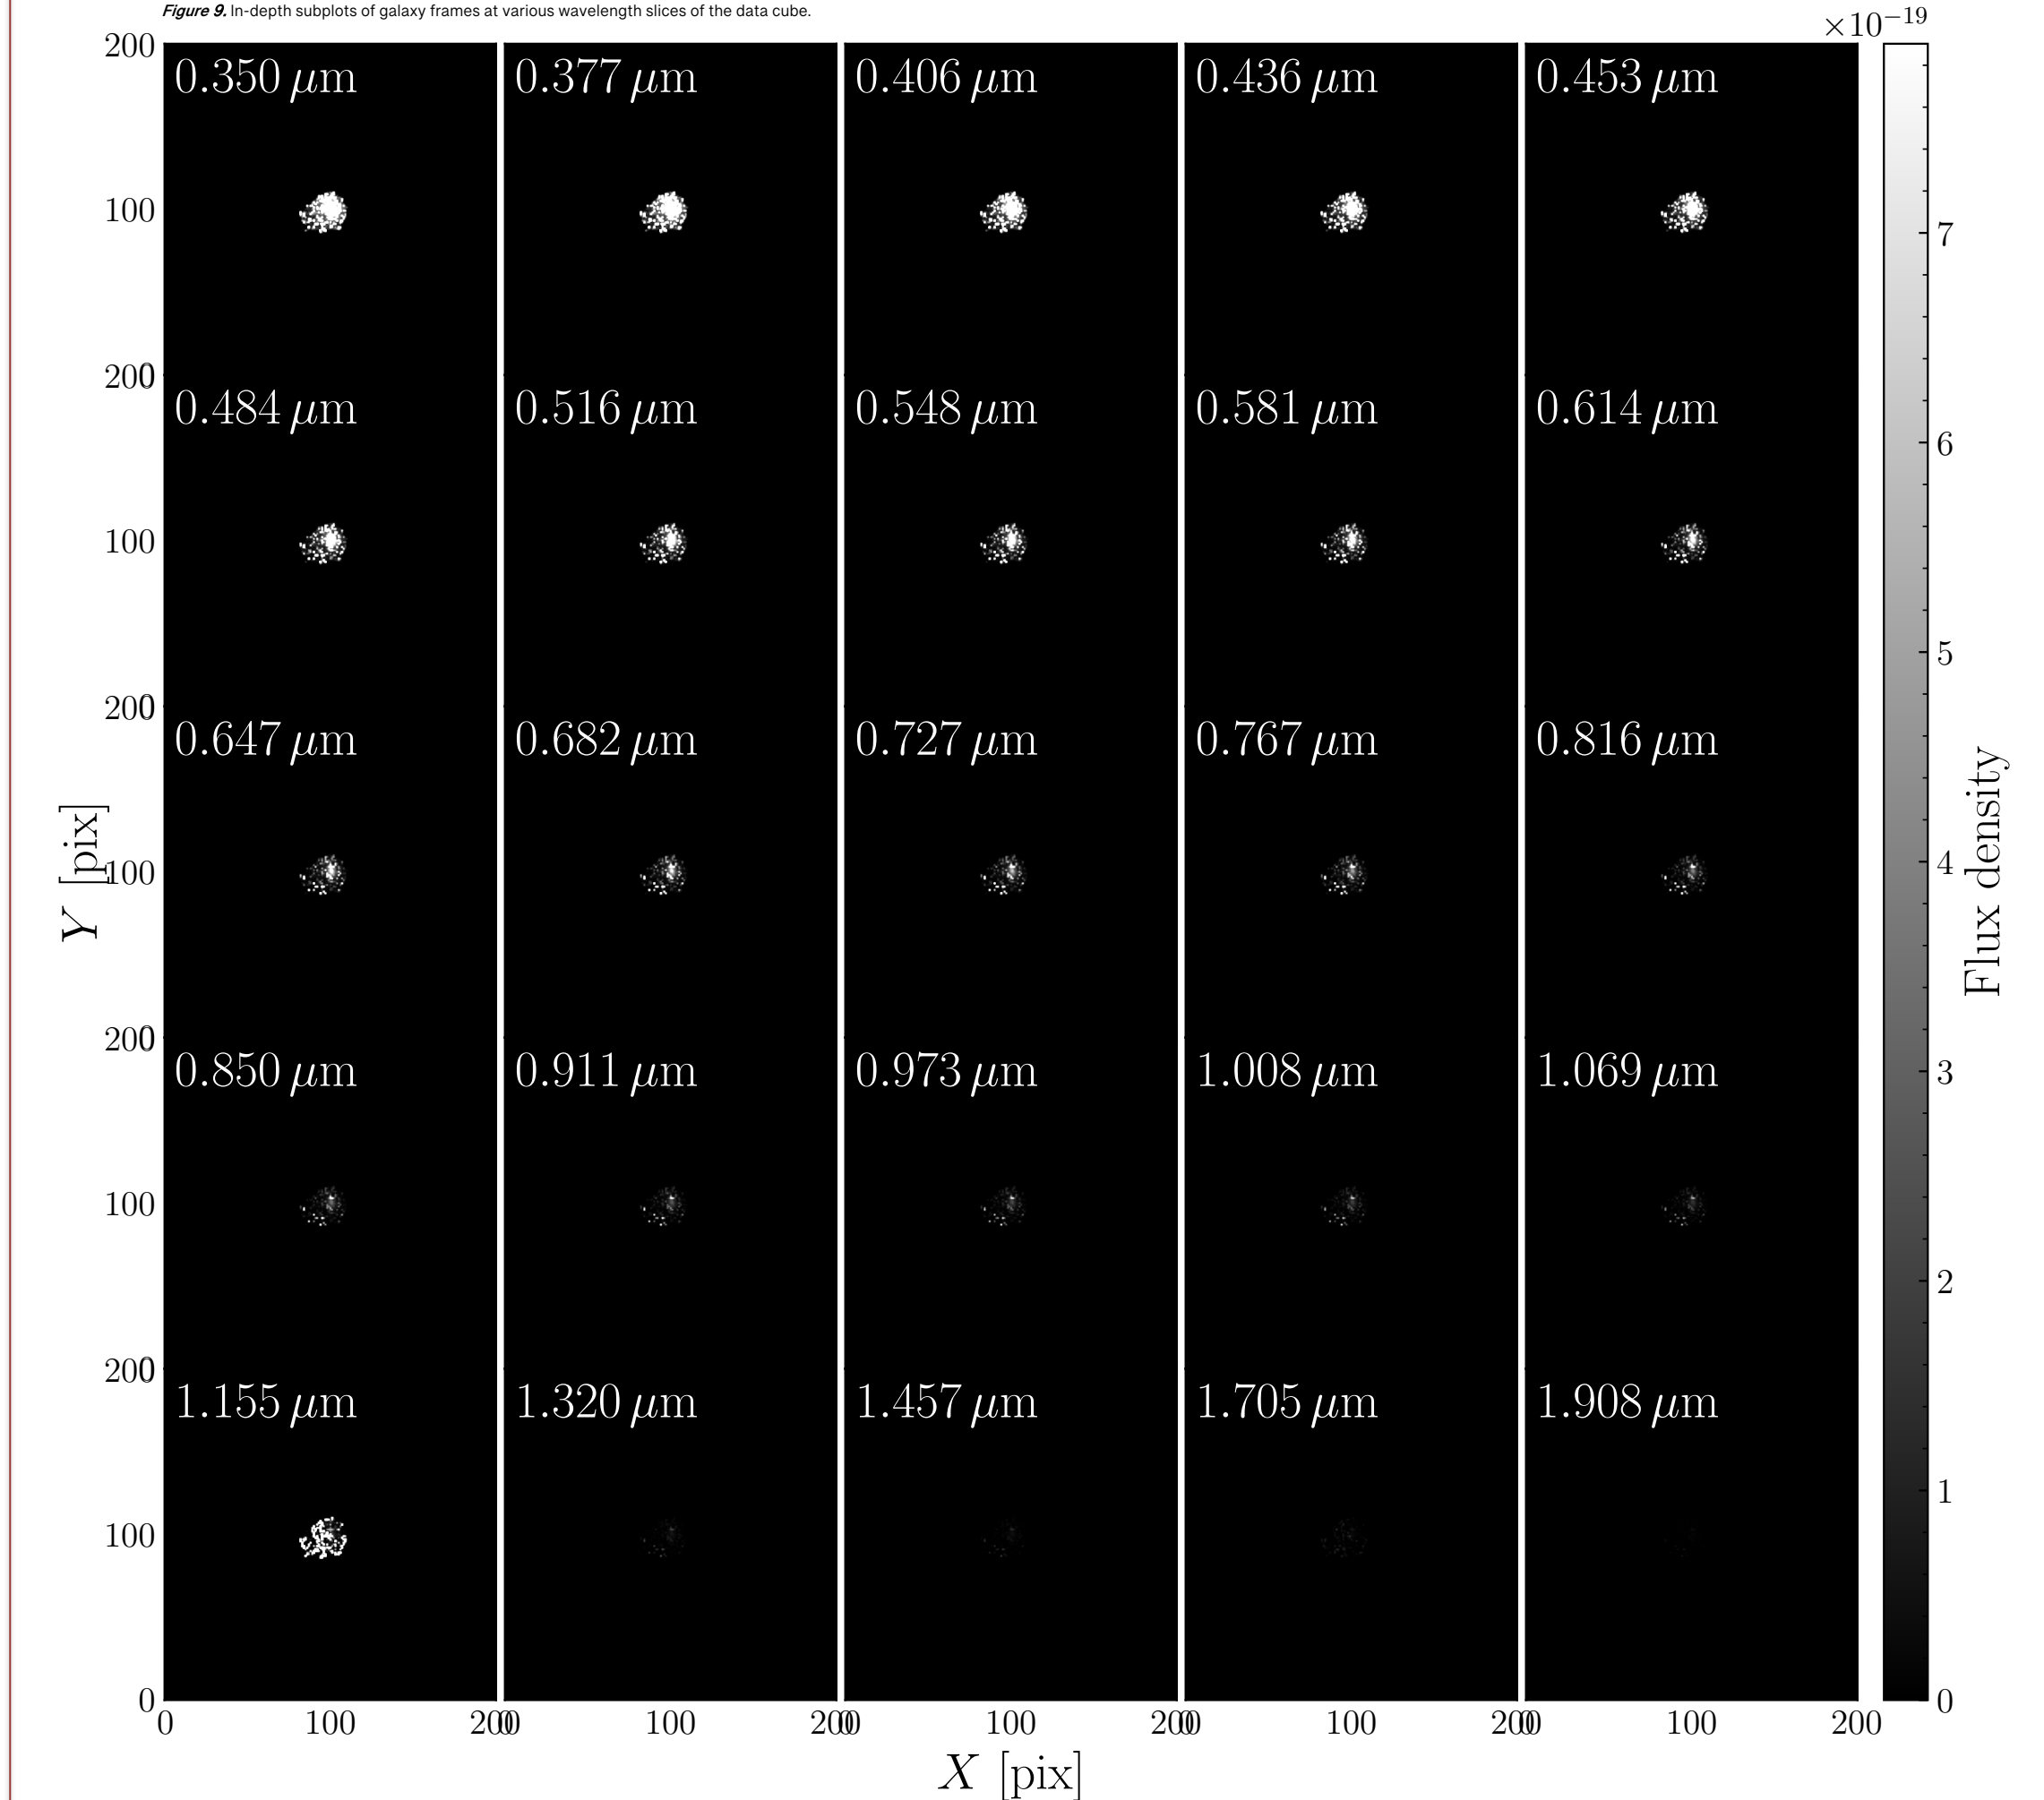 Figure 9. In-depth subplots of galaxy frames at various wavelength slices of the data cube.
×10−19
200
0.350 μm 0.377 μm 0.406 μm 0.436 μm 0.453 μm
100
7
200 0
0.484 μm 0.516 μm 0.548 μm 0.581 μm 0.614 μm
6
100
5
200 0
0.647 μm 0.682 μm 0.727 μm 0.767 μm 0.816 μm
Y [pix]
100
4
Flux density
200 0
0.850 μm 0.911 μm 0.973 μm 1.008 μm 1.069 μm
3
100
2
200 0
1.155 μm 1.320 μm 1.457 μm 1.705 μm 1.908 μm
1
100
0 0
0 100 200 0 100 200 0 100 200 0 100 200 0 100 200
X [pix]